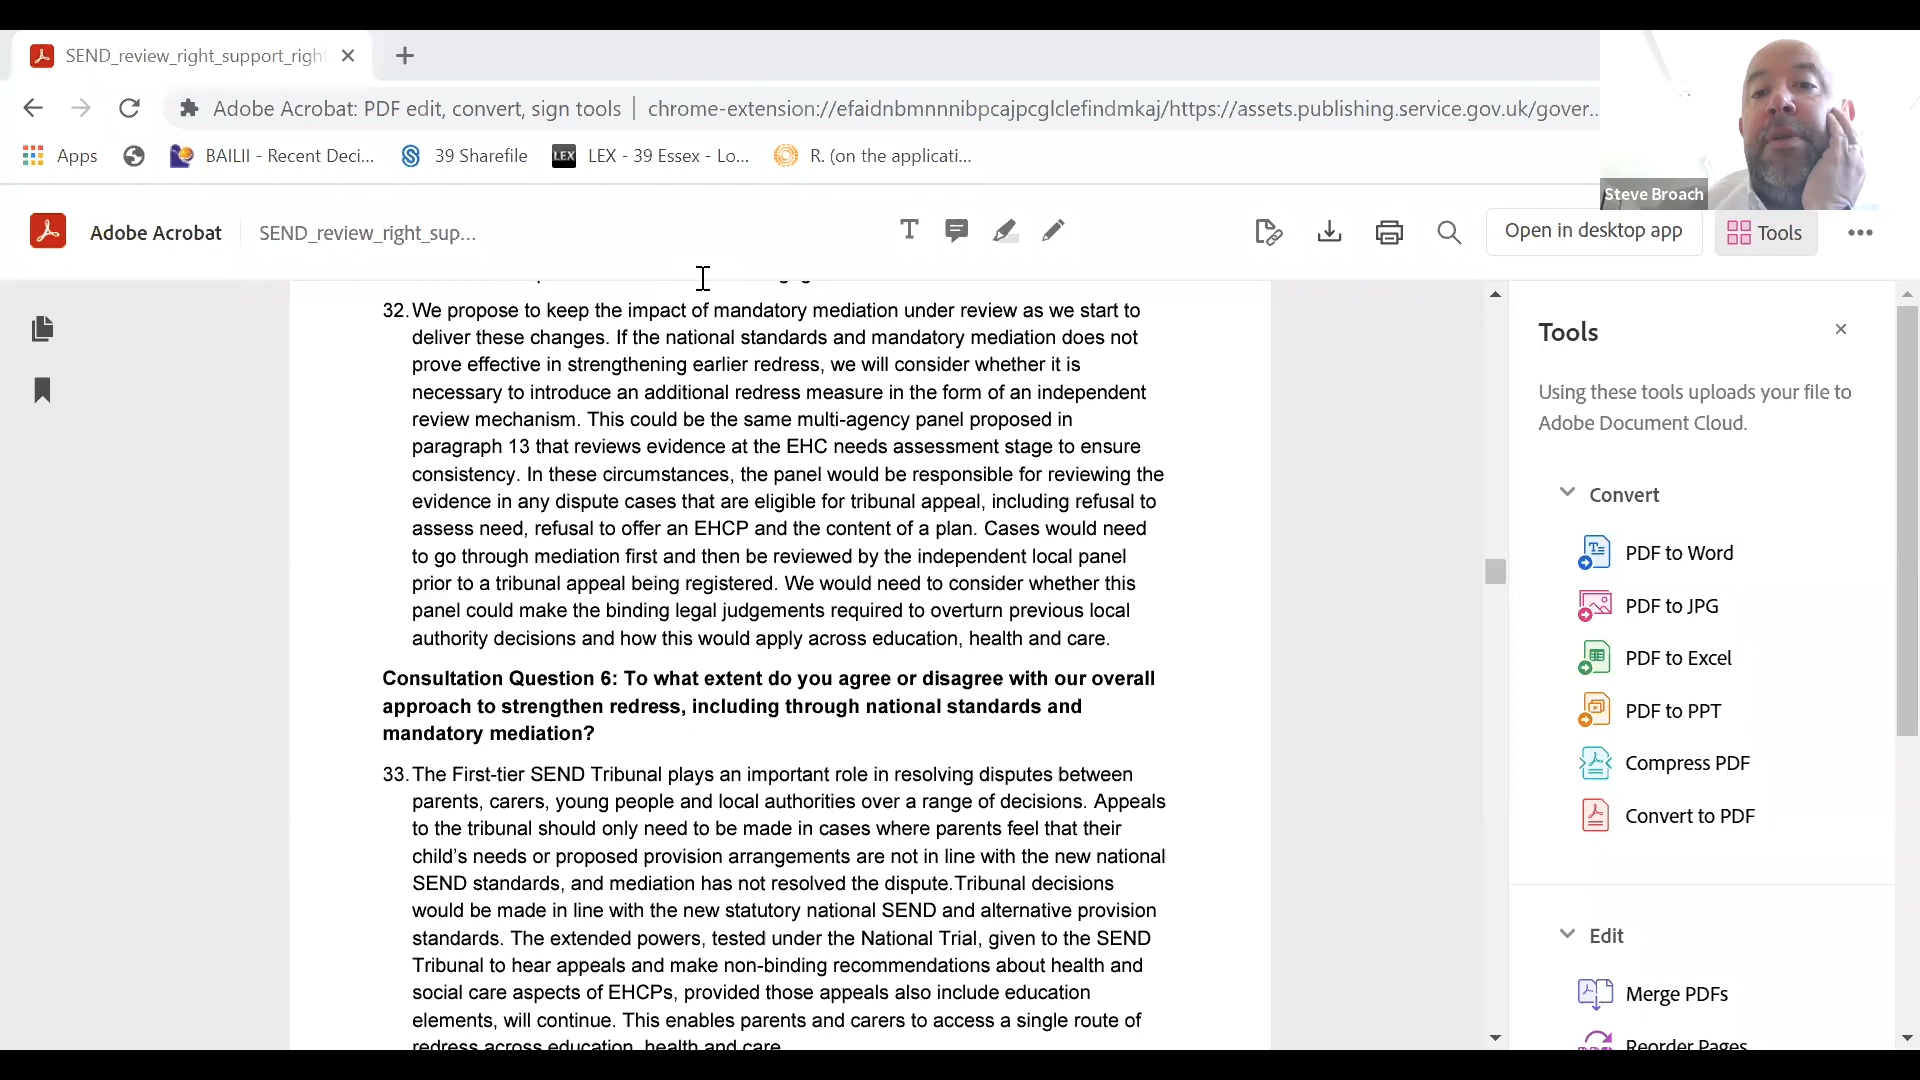 SEND_review_right_support_righ
Adobe Acrobat: PDF edit, convert, sign tools | chrome-extension://efaidnbmnnnibpcajpcglclefindmkaj/https://assets.publishing.service.gov.uk/gover...
Apps
BAILII - Recent Deci...
39 Sharefile
LEX
LEX - 39 Essex - Lo...
R. (on the applicati...
Steve Broach
Adobe Acrobat
SEND_review_right_sup...
Open in desktop app
Tools
32. We propose to keep the impact of mandatory mediation under review as we start to
deliver these changes. If the national standards and mandatory mediation does not
prove effective in strengthening earlier redress, we will consider whether it is
necessary to introduce an additional redress measure in the form of an independent
review mechanism. This could be the same multi-agency panel proposed in
paragraph 13 that reviews evidence at the EHC needs assessment stage to ensure
consistency. In these circumstances, the panel would be responsible for reviewing the
evidence in any dispute cases that are eligible for tribunal appeal, including refusal to
assess need, refusal to offer an EHCP and the content of a plan. Cases would need
to go through mediation first and then be reviewed by the independent local panel
prior to a tribunal appeal being registered. We would need to consider whether this
panel could make the binding legal judgements required to overturn previous local
authority decisions and how this would apply across education, health and care.
Consultation Question 6: To what extent do you agree or disagree with our overall
approach to strengthen redress, including through national standards and
mandatory mediation?
33. The First-tier SEND Tribunal plays an important role in resolving disputes between
parents, carers, young people and local authorities over a range of decisions. Appeals
to the tribunal should only need to be made in cases where parents feel that their
child's needs or proposed provision arrangements are not in line with the new national
SEND standards, and mediation has not resolved the dispute.Tribunal decisions
would be made in line with the new statutory national SEND and alternative provision
standards. The extended powers, tested under the National Trial, given to the SEND
Tribunal to hear appeals and make non-binding recommendations about health and
social care aspects of EHCPs, provided those appeals also include education
elements, will continue. This enables parents and carers to access a single route of
redress across education, health and care.
Tools
Using these tools uploads your file to
Adobe Document Cloud.
Convert
PDF to Word
PDF to JPG
PDF to Excel
PDF to PPT
Compress PDF
Convert to PDF
Edit
Merge PDFs
Reorder Pages